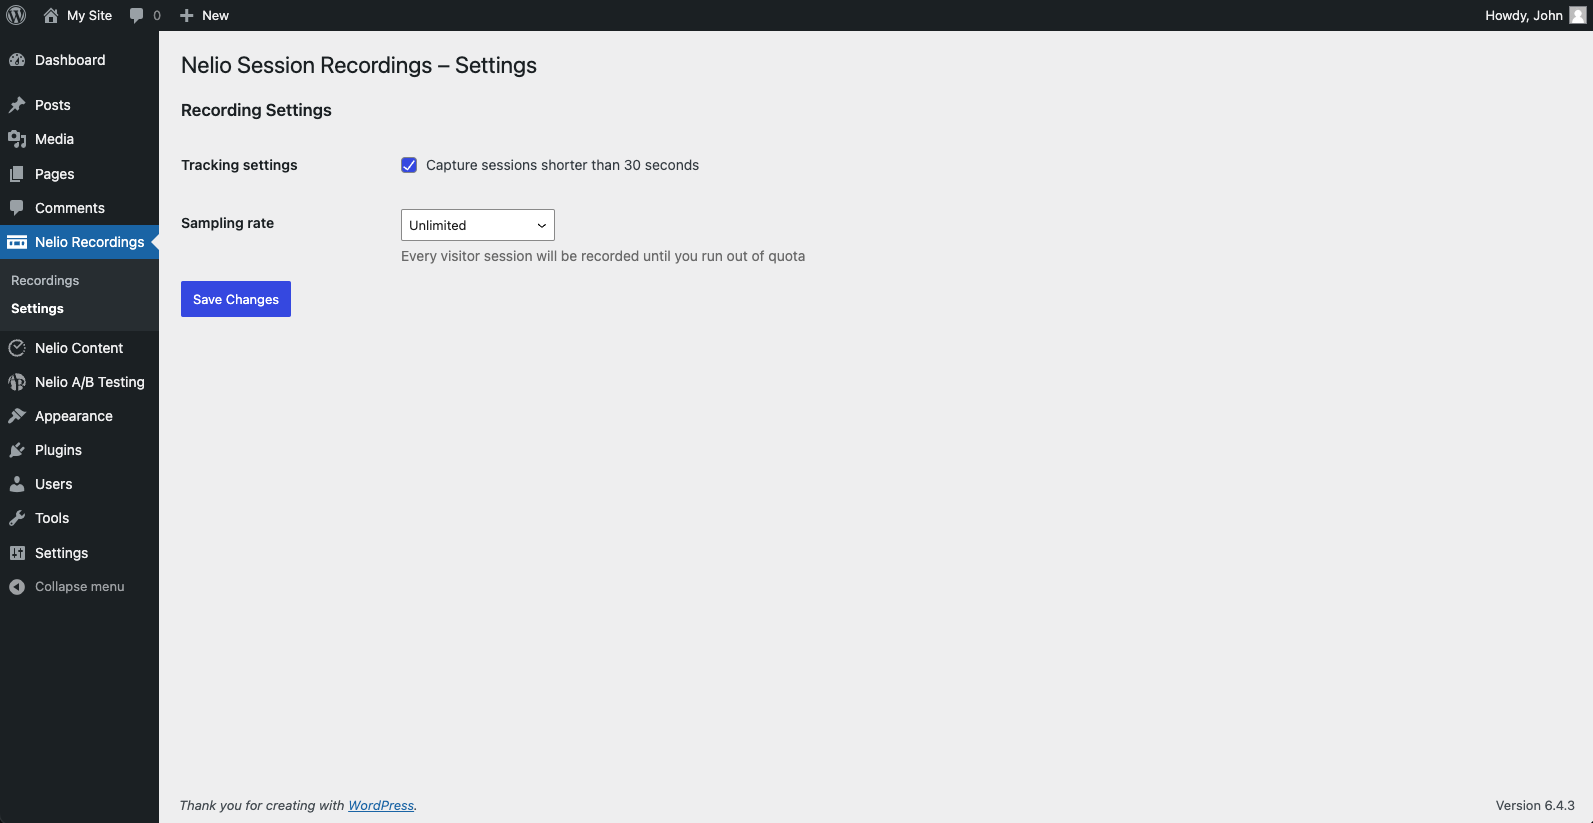 My Site
0
New
Howdy, John
Dashboard
Posts
Media
Pages
Comments
Nelio Recordings
Recordings
Settings
Nelio Content
Nelio A/B Testing
Appearance
Plugins
Users
Tools
Settings
Collapse menu
Nelio Session Recordings – Settings
Recording Settings
Tracking settings
Capture sessions shorter than 30 seconds
Sampling rate
Unlimited
Every visitor session will be recorded until you run out of quota
Save Changes
Thank you for creating with WordPress.
Version 6.4.3